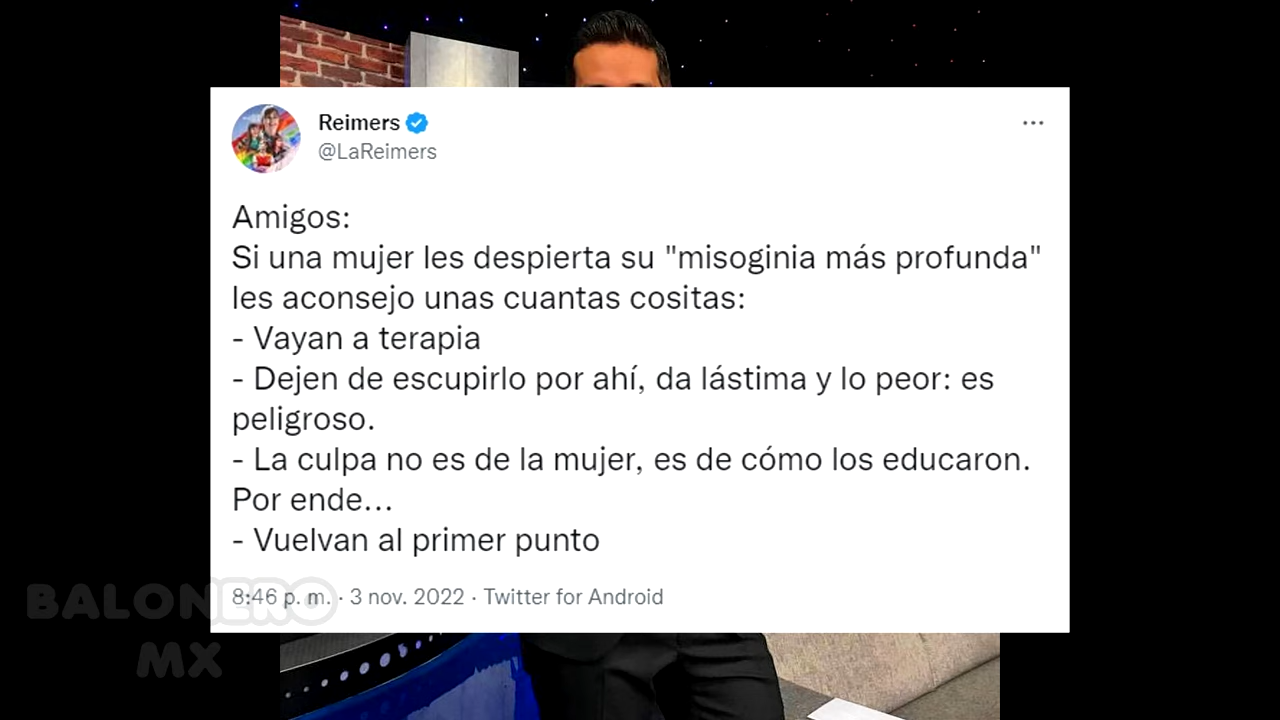 Reimers
@LaReimers
Amigos:
Si una mujer les despierta su "misoginia más profunda"
les aconsejo unas cuantas cositas:
- Vayan a terapia
- Dejen de escupirlo por ahí, da lástima y lo peor: es
peligroso.
- La culpa no es de la mujer, es de cómo los educaron.
Por ende...
- Vuelvan al primer punto
8:46 p. m. · 3 nov. 2022 · Twitter for Android
BALONERO
MX